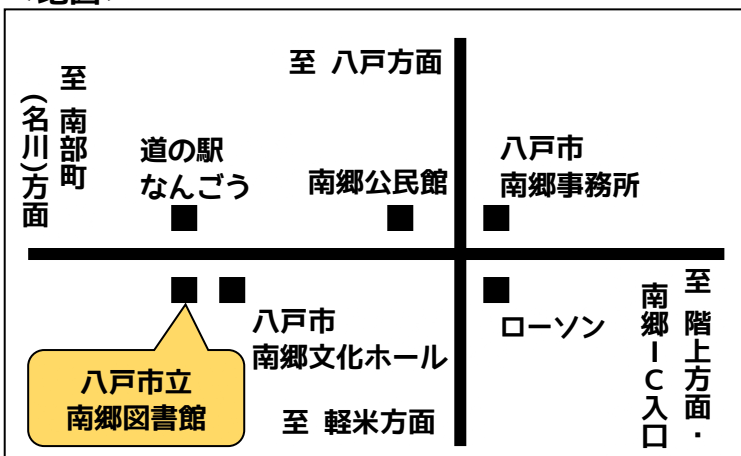 至 八戸方面
至 南部町
(名川)方面
道の駅
なんごう
南郷公民館
八戸市
南郷事務所
八戸市
南郷文化ホール
ローソン
至 階上方面・
南郷IC入口
八戸市立
南郷図書館
至 軽米方面